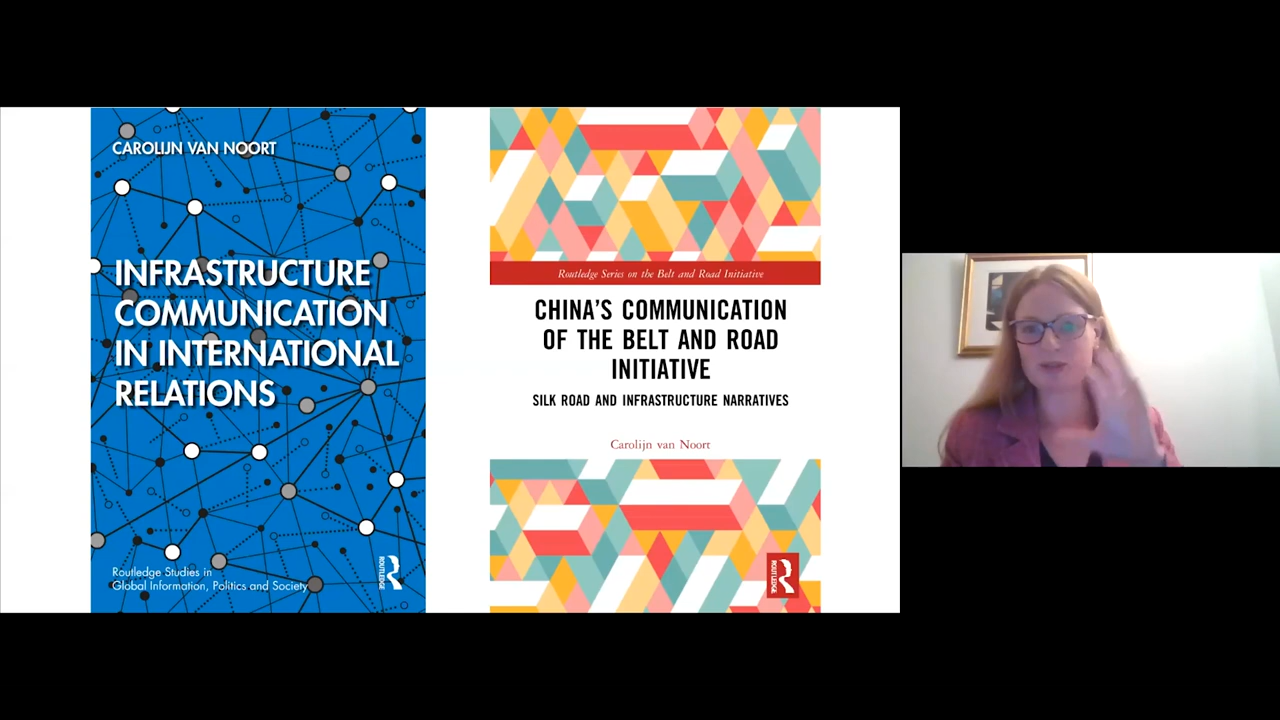 CAROLIJN VAN NOORT
INFRASTRUCTURE
COMMUNICATION
IN INTERNATIONAL
RELATIONS
Routledge Studies in
Global Information, Politics and Society
ROUTLEDGE
Routledge Series on the Belt and Road Initiative
CHINA'S COMMUNICATION
OF THE BELT AND ROAD
INITIATIVE
SILK ROAD AND INFRASTRUCTURE NARRATIVES
Carolijn van Noort
ROUTLEDGE